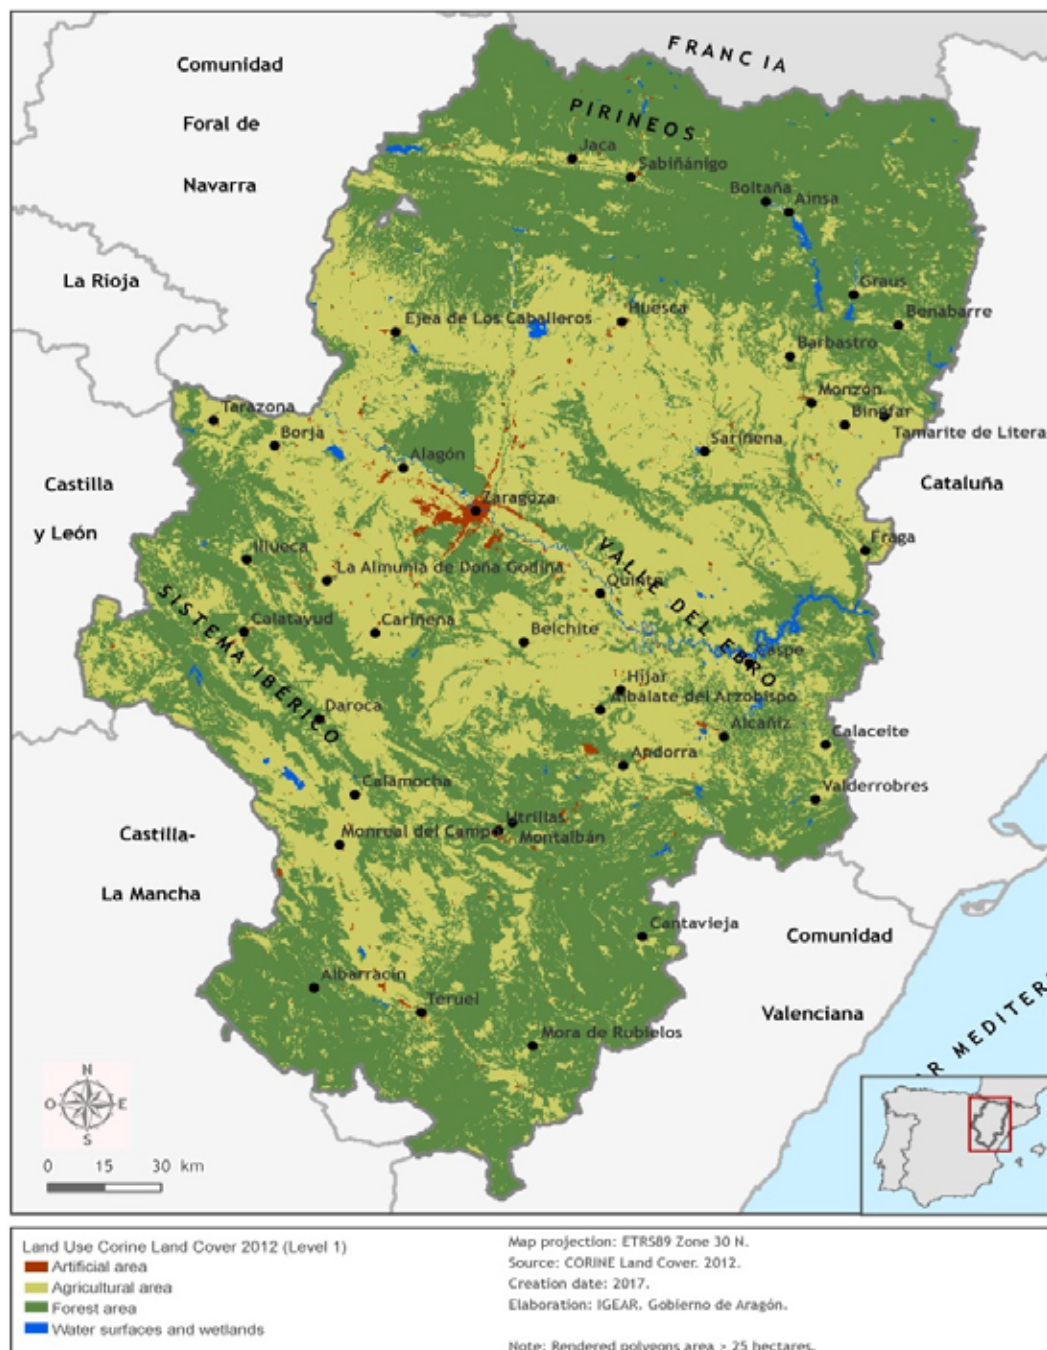 FRANCIA
Comunidad
Foral de
Navarra
PIRINEOS
Jaca
Sabiñánigo
Boltaña
Ainsa
La Rioja
Graus
Huesca
Benabarre
Ejea de Los Caballeros
Barbastro
Monzón
Tarazona
Binéfar
Borja
Sariñena
Tamarite de Litera
Alagón
Castilla
y León
Cataluña
Zaragoza
Fraga
VALLE DEL EBRO
Illueca
La Almunia de Doña Godina
Quinto
SISTEMA IBÉRICO
Calatayud
Cariñena
Belchite
Caspe
Híjar
Albalate del Arzobispo
Daroca
Alcañiz
Calaceite
Andorra
Calamocha
Valderrobres
Utrillas
Castilla-
La Mancha
Monreal del Campo
Montalbán
Cantavieja
Comunidad
Valenciana
Albarracín
Teruel
Mora de Rubielos
AR MEDITER
N
O E
S
0 15 30 km
Land Use Corine Land Cover 2012 (Level 1)
Artificial area
Agricultural area
Forest area
Water surfaces and wetlands
Map projection: ETRS89 Zone 30 N.
Source: CORINE Land Cover. 2012.
Creation date: 2017.
Elaboration: IGEAR. Gobierno de Aragón.
Note: Rendered polygons area > 25 hectares.